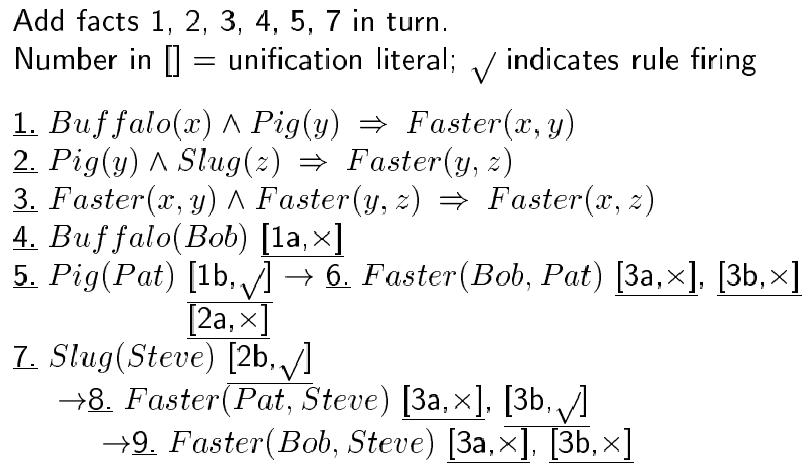 Add facts 1, 2, 3, 4, 5, 7 in turn.
Number in [] = unification literal; √ indicates rule firing
1. Buffalo(x) ∧ Pig(y) ⇒ Faster(x, y)
2. Pig(y) ∧ Slug(z) ⇒ Faster(y, z)
3. Faster(x, y) ∧ Faster(y, z) ⇒ Faster(x, z)
4. Buffalo(Bob) [1a,×]
5. Pig(Pat) [1b,√] → 6. Faster(Bob, Pat) [3a,×], [3b,×]
[2a,×]
7. Slug(Steve) [2b,√]
→8. Faster(Pat, Steve) [3a,×], [3b,√]
→9. Faster(Bob, Steve) [3a,×], [3b,×]